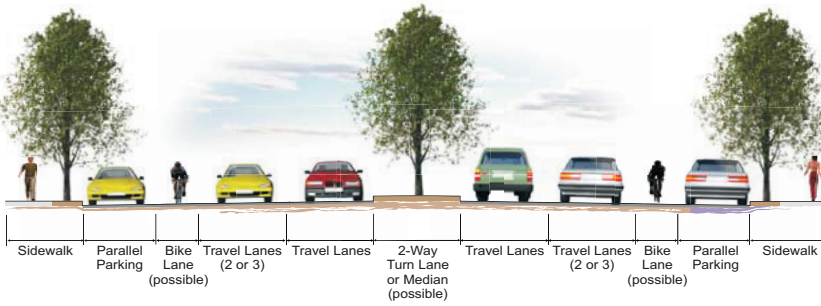 Sidewalk
Parallel
Parking
Bike
Lane
(possible)
Travel Lanes
(2 or 3)
Travel Lanes
2-Way
Turn Lane
or Median
(possible)
Travel Lanes
Travel Lanes
(2 or 3)
Bike
Lane
(possible)
Parallel
Parking
Sidewalk